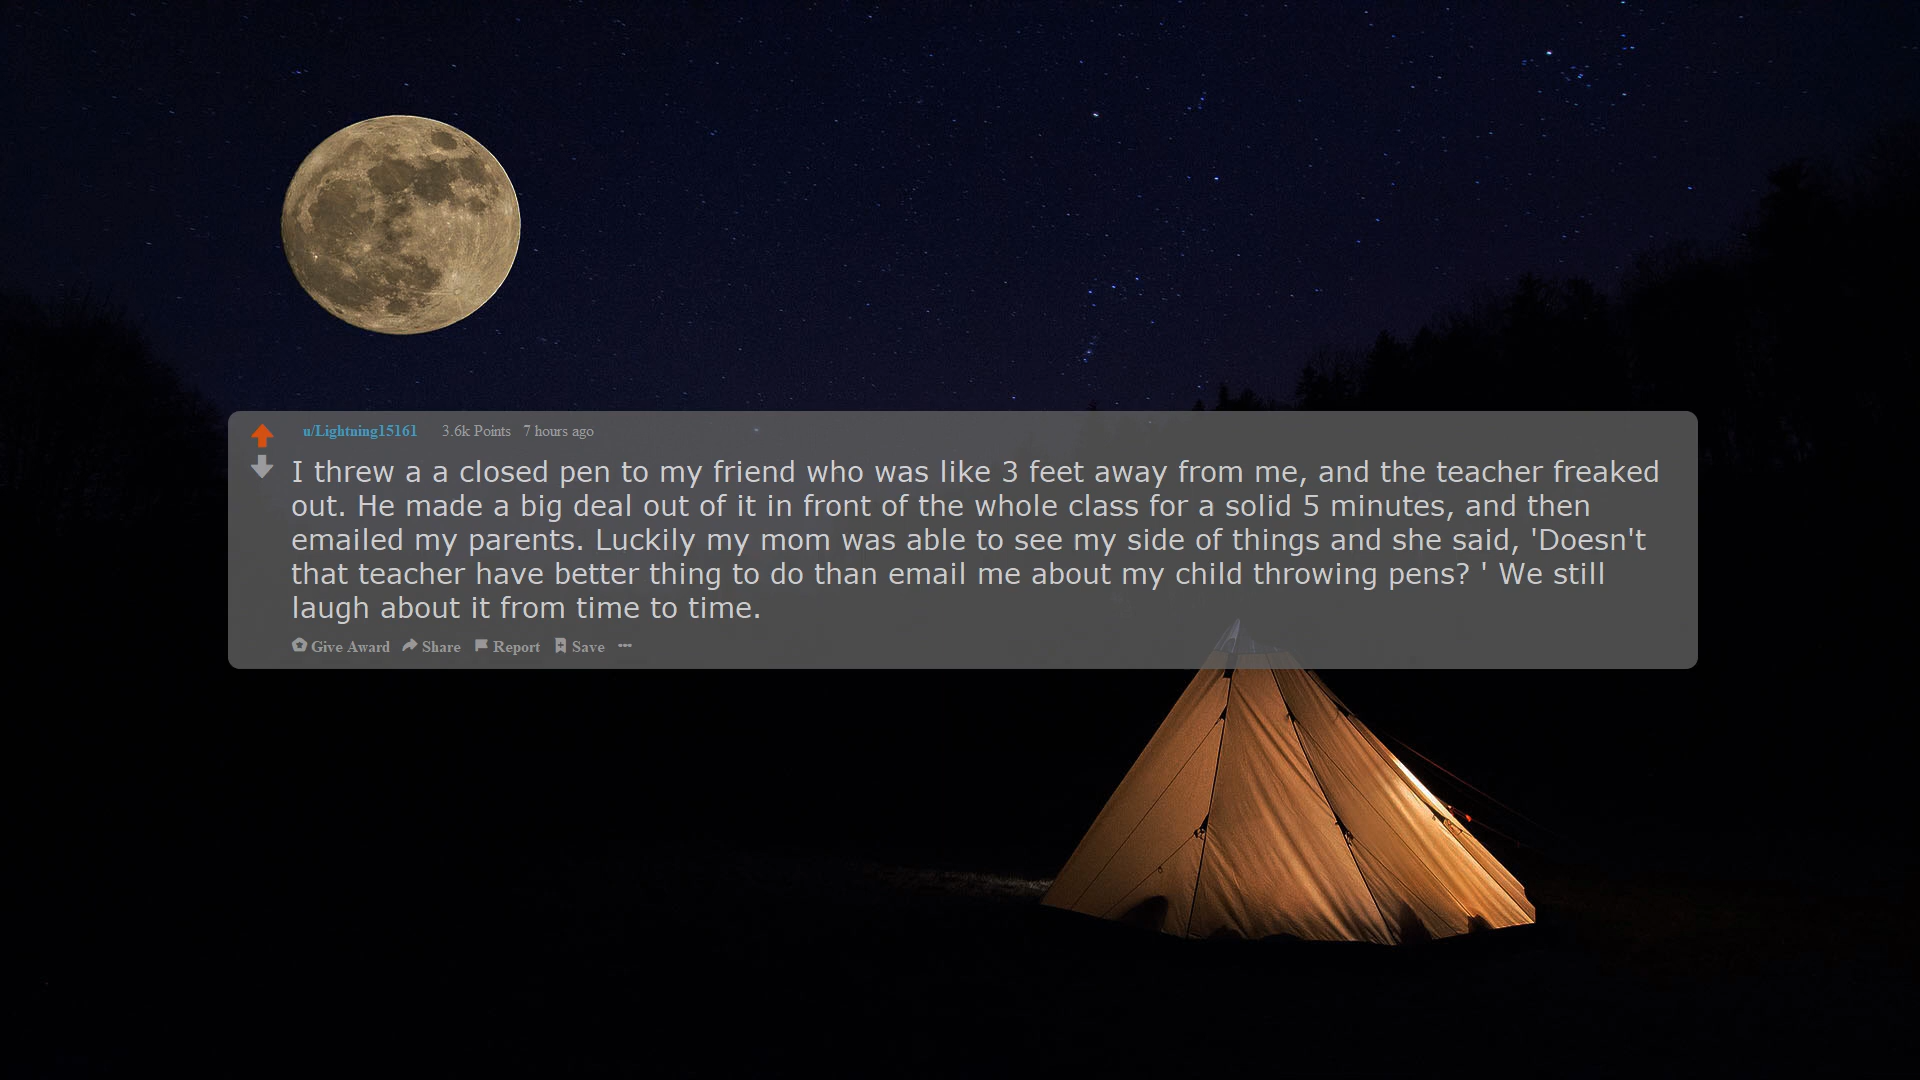 u/Lightning15161 3.6k Points 7 hours ago
I threw a a closed pen to my friend who was like 3 feet away from me, and the teacher freaked
out. He made a big deal out of it in front of the whole class for a solid 5 minutes, and then
emailed my parents. Luckily my mom was able to see my side of things and she said, 'Doesn't
that teacher have better thing to do than email me about my child throwing pens? ' We still
laugh about it from time to time.
Give Award Share Report Save ···